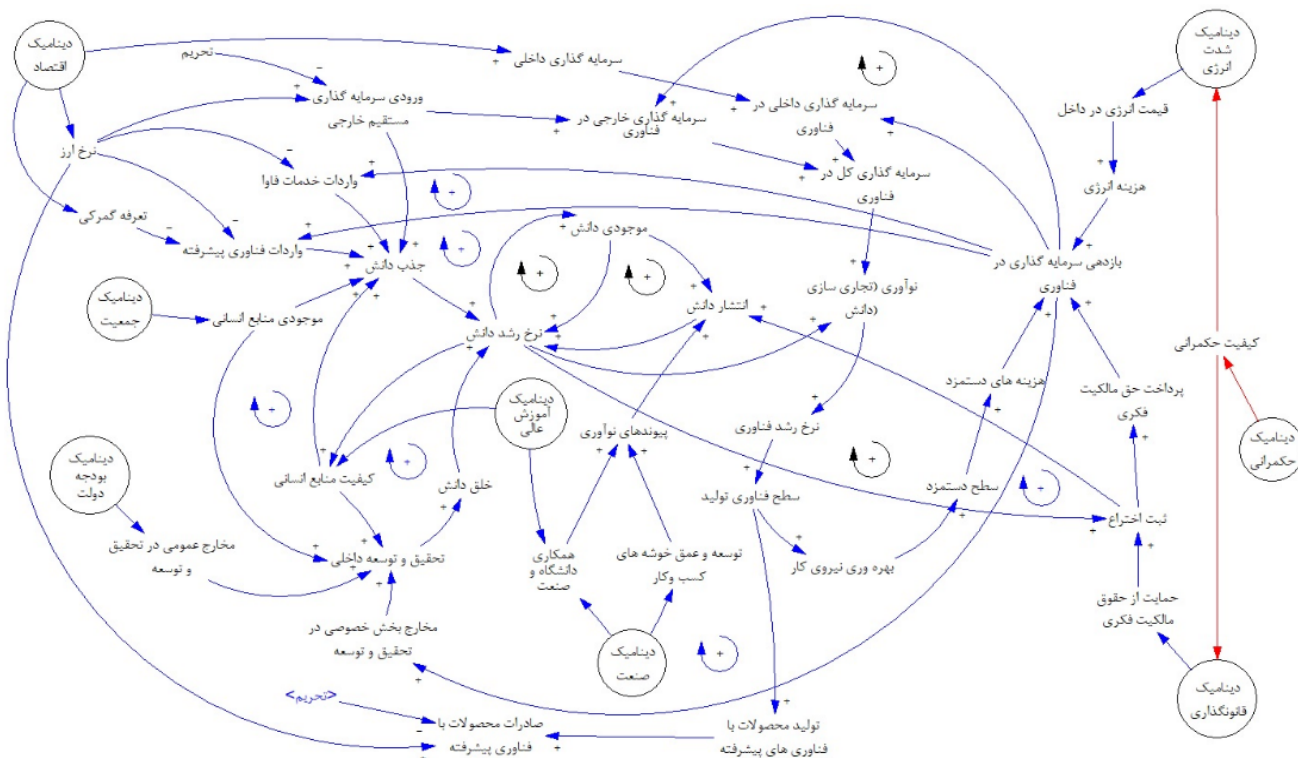 دینامیک
اقتصاد
تحریم
سرمایه گذاری داخلی
دینامیک
شدت
انرژی
ورودی سرمایه گذاری
مستقیم خارجی
سرمایه گذاری خارجی در
فناوری
سرمایه گذاری داخلی در
فناوری
قیمت انرژی در داخل
نرخ ارز
واردات خدمات فاوا
سرمایه گذاری کل در
فناوری
هزینه انرژی
تعرفه گمرکی
واردات فناوری پیشرفته
جذب دانش
موجودی دانش
بازدهی سرمایه گذاری در
فناوری
دینامیک
جمعیت
موجودی منابع انسانی
نرخ رشد دانش
انتشار دانش
نوآوری (تجاری سازی
دانش)
کیفیت حکمرانی
هزینه های دستمزد
پرداخت حق مالکیت
فکری
دینامیک
آموزش
عالی
پیوندهای نوآوری
نرخ رشد فناوری
دینامیک
حکمرانی
دینامیک
بودجه
دولت
کیفیت منابع انسانی
خلق دانش
سطح فناوری تولید
سطح دستمزد
ثبت اختراع
مخارج عمومی در تحقیق
و توسعه
تحقیق و توسعه داخلی
همکاری
دانشگاه و
صنعت
توسعه و عمق خوشه های
کسب وکار
بهره وری نیروی کار
حمایت از حقوق
مالکیت فکری
مخارج بخش خصوصی در
تحقیق و توسعه
دینامیک
صنعت
دینامیک
قانونگذاری
<تحریم>
صادرات محصولات با
فناوری پیشرفته
تولید محصولات با
فناوری های پیشرفته